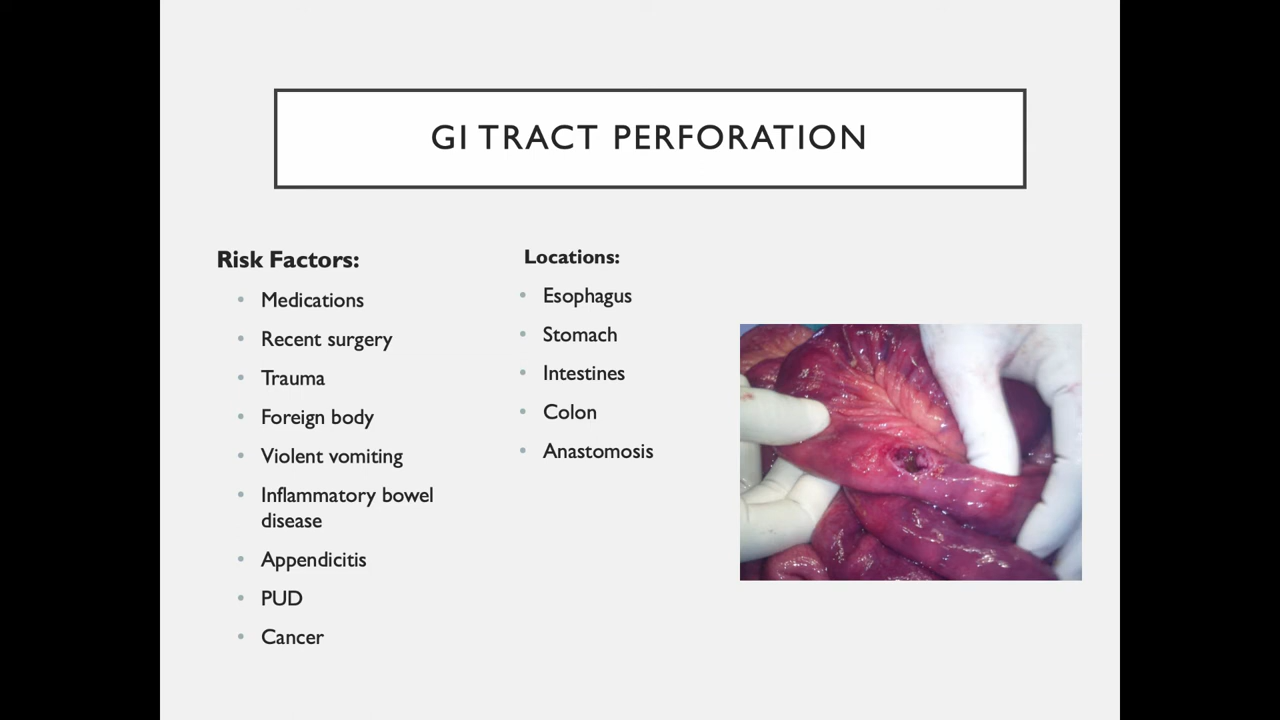 GI TRACT PERFORATION
Risk Factors:
• Medications
• Recent surgery
• Trauma
• Foreign body
• Violent vomiting
• Inflammatory bowel
disease
• Appendicitis
• PUD
• Cancer
Locations:
• Esophagus
• Stomach
• Intestines
• Colon
• Anastomosis